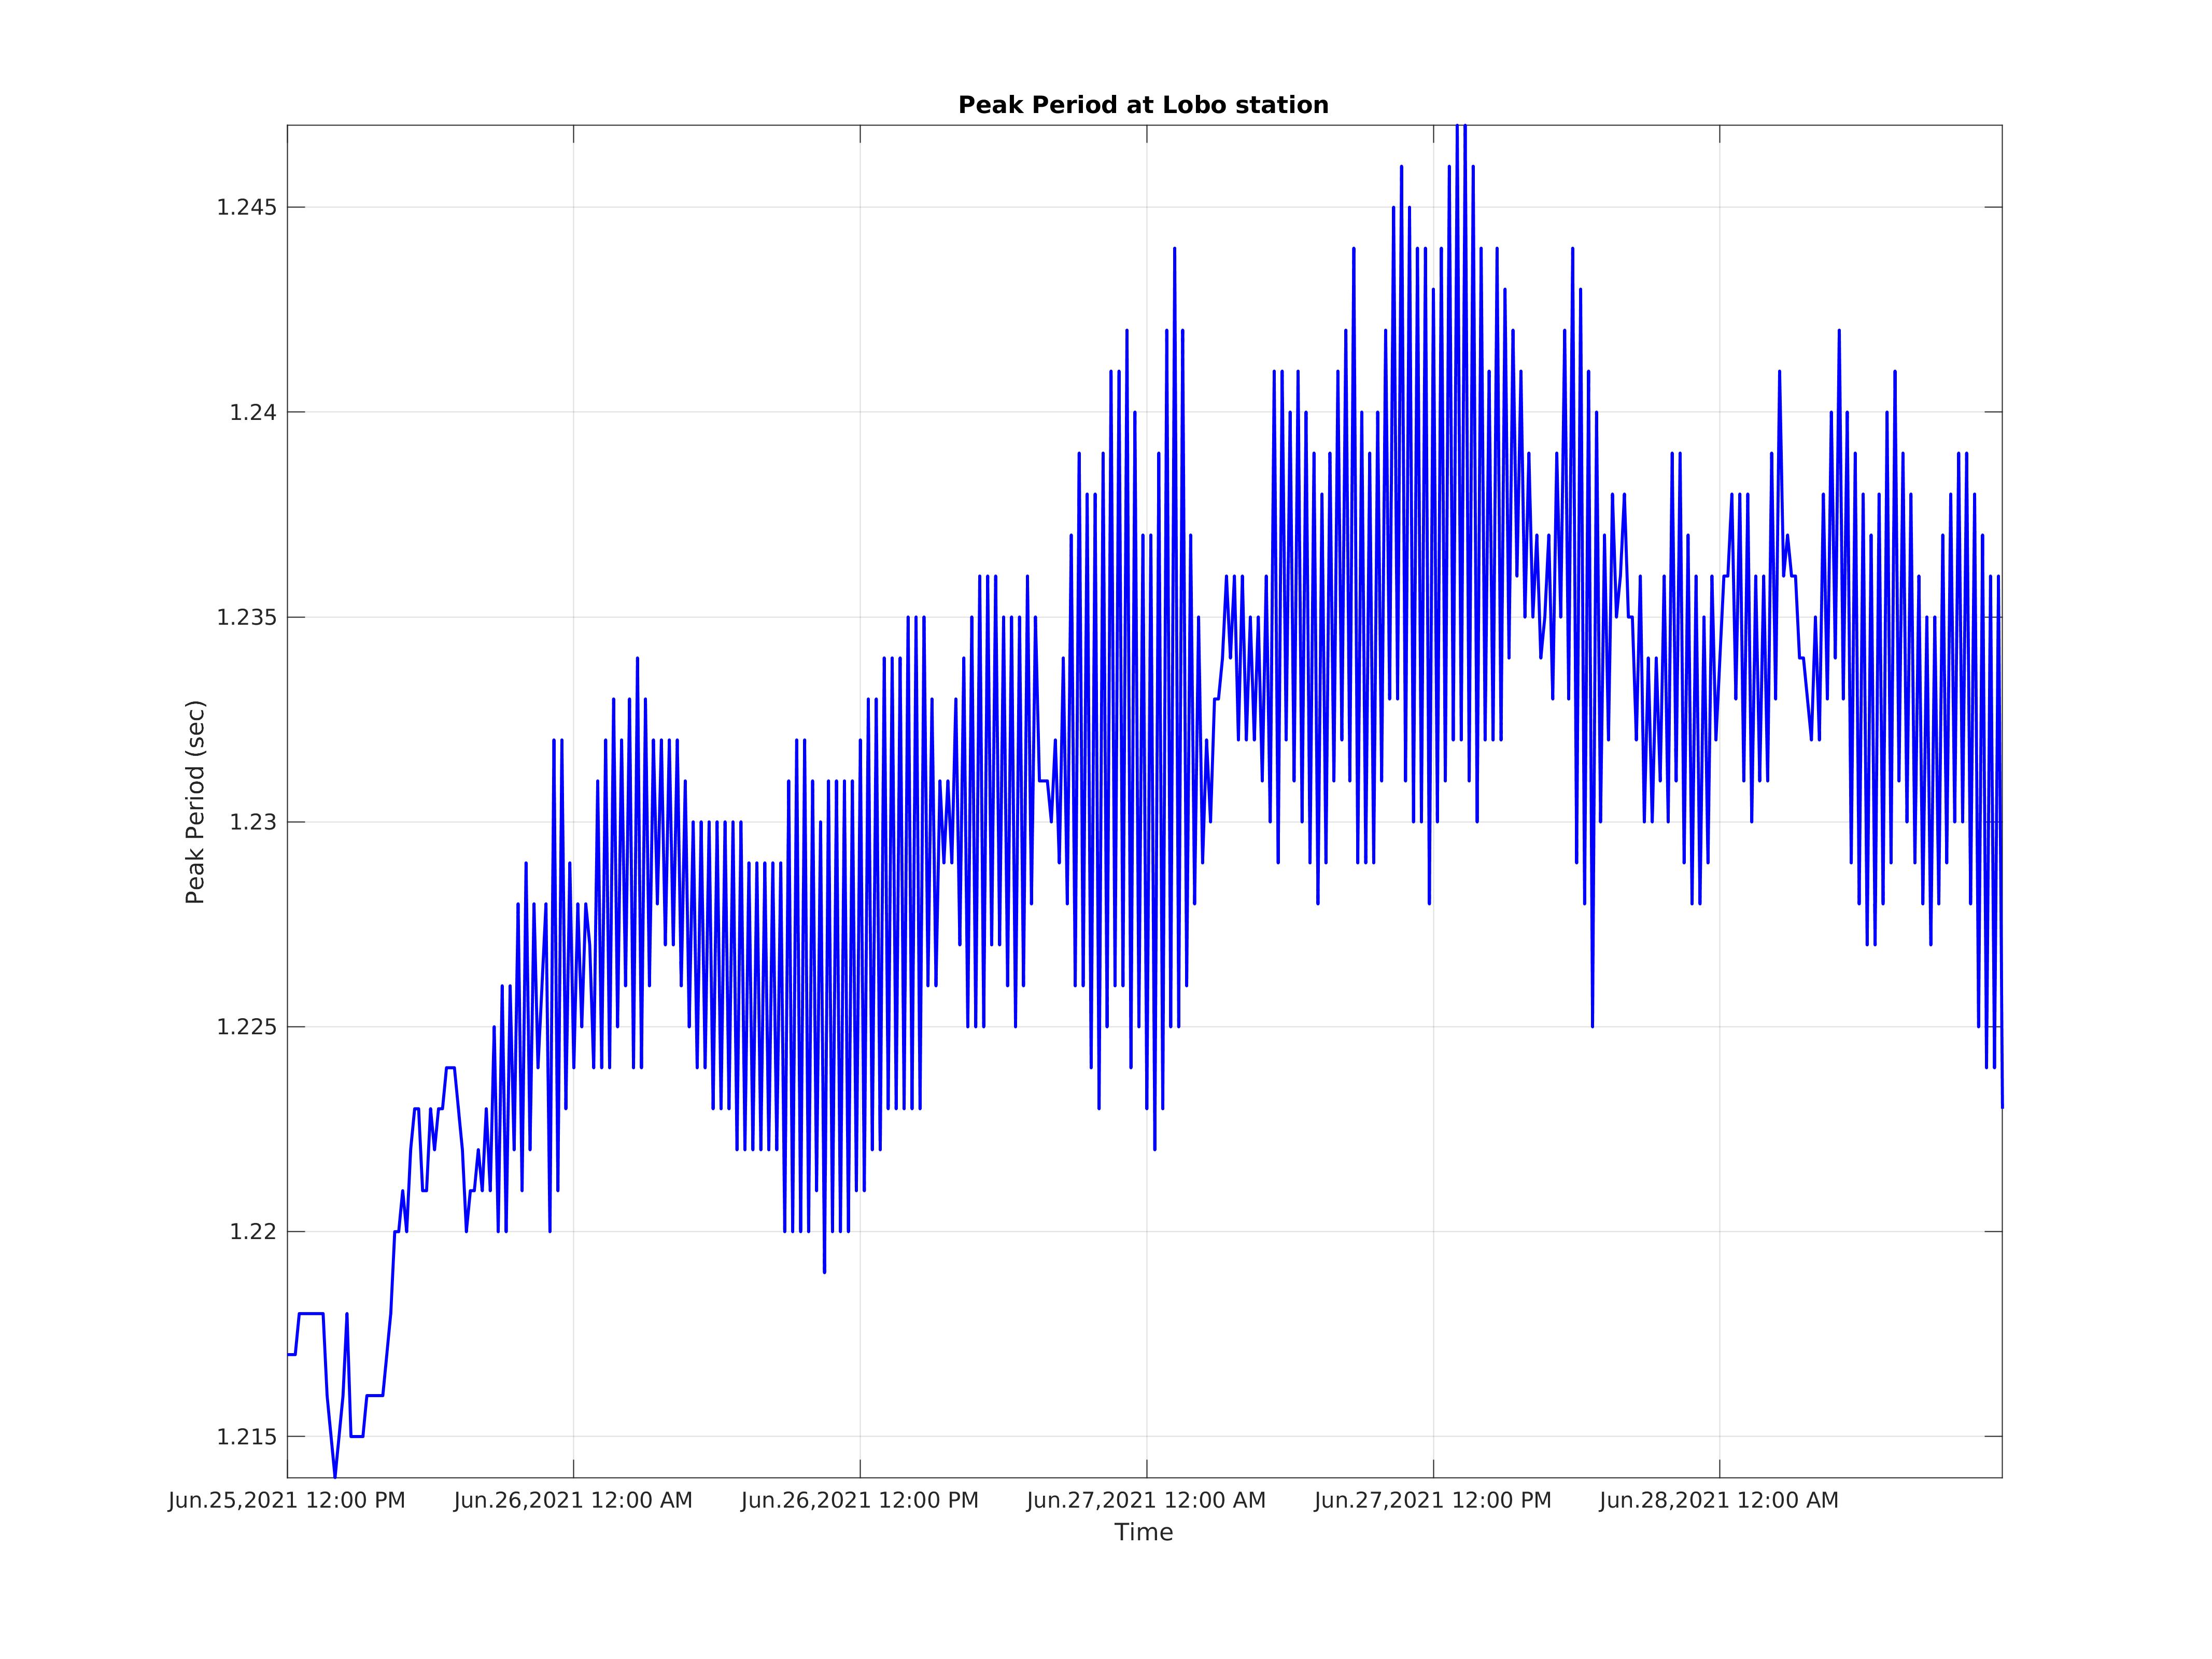 Peak Period at Lobo station
1.245
1.24
1.235
1.23
1.225
1.22
1.215
Peak Period (sec)
Jun.25,2021 12:00 PM
Jun.26,2021 12:00 AM
Jun.26,2021 12:00 PM
Jun.27,2021 12:00 AM
Jun.27,2021 12:00 PM
Jun.28,2021 12:00 AM
Time